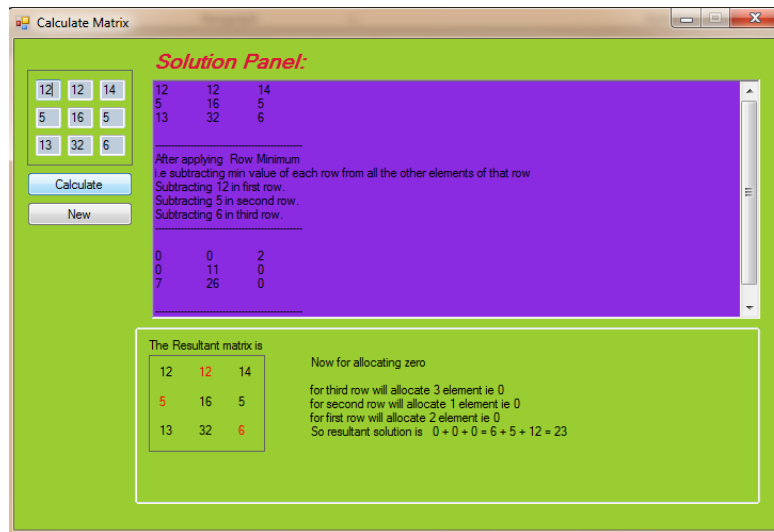 Calculate Matrix
Solution Panel:
12 12 14
5 16 5
13 32 6
Calculate
New
12 12 14
5 16 5
13 32 6
After applying Row Minimum
i.e subtracting min value of each row from all the other elements of that row
Subtracting 12 in first row.
Subtracting 5 in second row.
Subtracting 6 in third row.
0 0 2
0 11 0
7 26 0
The Resultant matrix is
12 12 14
5 16 5
13 32 6
Now for allocating zero
for third row will allocate 3 element ie 0
for second row will allocate 1 element ie 0
for first row will allocate 2 element ie 0
So resultant solution is 0 + 0 + 0 = 6 + 5 + 12 = 23